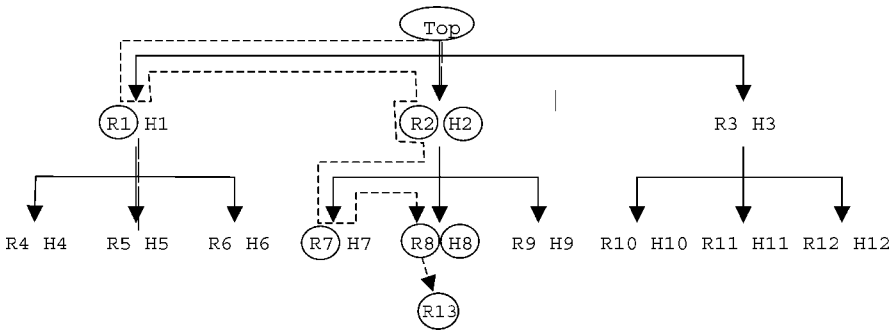 Top
R1 H1 R2 H2 R3 H3
R4 H4 R5 H5 R6 H6 R7 H7 R8 H8 R9 H9 R10 H10 R11 H11 R12 H12
R13